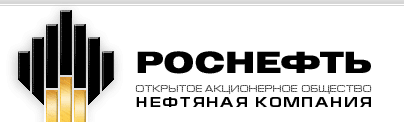 РОСНЕФТЬ
ОТКРЫТОЕ АКЦИОНЕРНОЕ ОБЩЕСТВО
НЕФТЯНАЯ КОМПАНИЯ